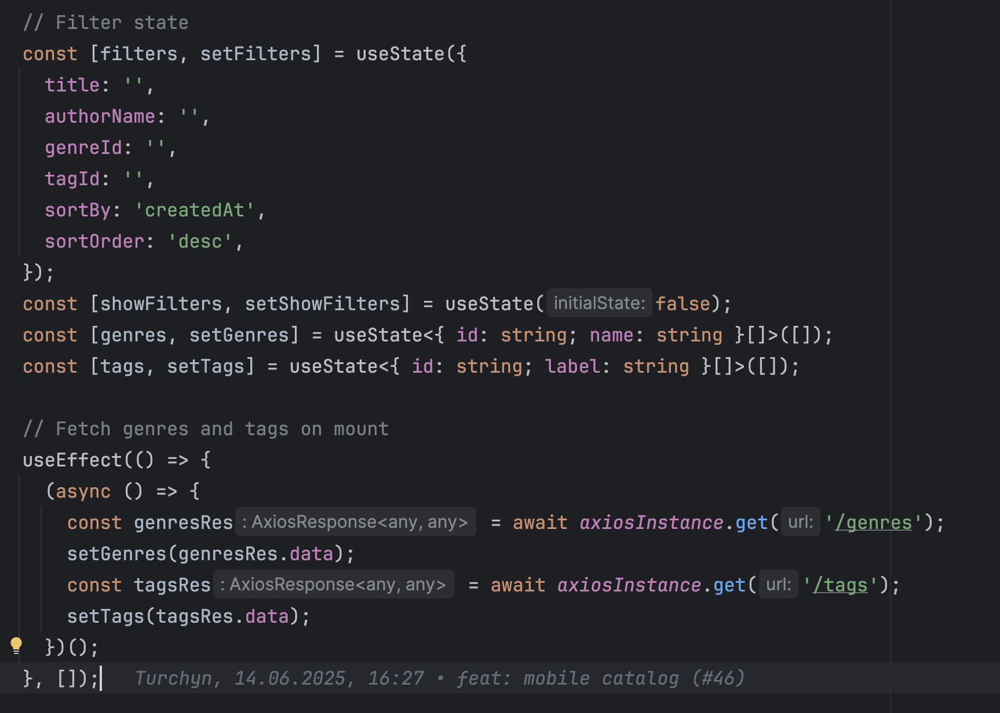 // Filter state
const [filters, setFilters] = useState({
  title: '',
  authorName: '',
  genreId: '',
  tagId: '',
  sortBy: 'createdAt',
  sortOrder: 'desc',
});
const [showFilters, setShowFilters] = useState( initialState: false);
const [genres, setGenres] = useState<{ id: string; name: string }[]>([]);
const [tags, setTags] = useState<{ id: string; label: string }[]>([]);

// Fetch genres and tags on mount
useEffect(() => {
  (async () => {
    const genresRes : AxiosResponse<any, any> = await axiosInstance.get( url: '/genres');
    setGenres(genresRes.data);
    const tagsRes : AxiosResponse<any, any> = await axiosInstance.get( url: '/tags');
    setTags(tagsRes.data);
  })();
}, []); Turchyn, 14.06.2025, 16:27 • feat: mobile catalog (#46)